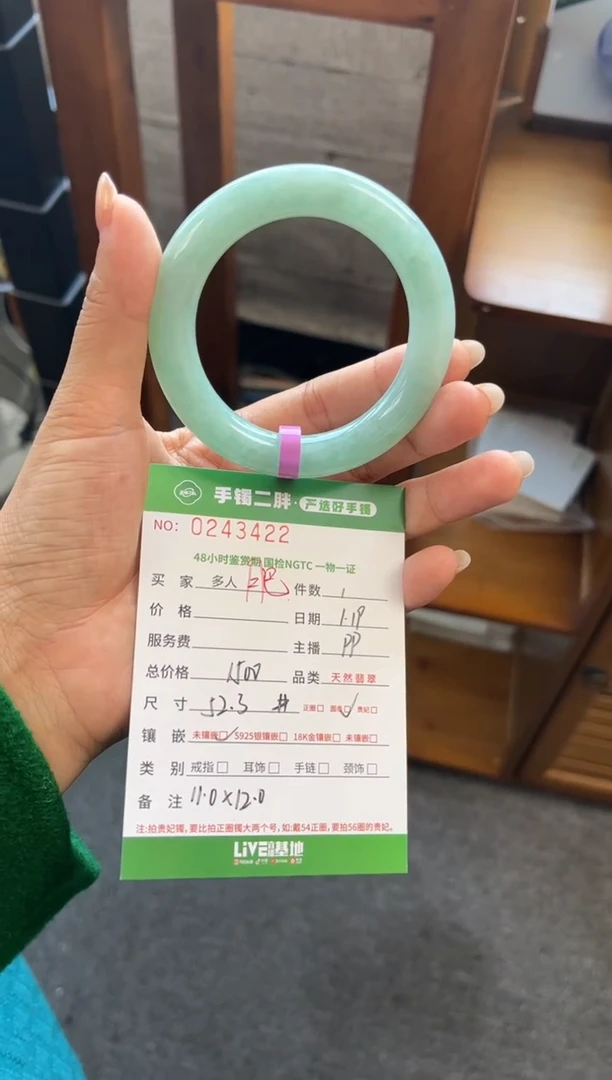 手镯二胖·严选好手镯
NO: 0243422
48小时鉴赏期 国检NGTC 一物一证
买家 多人 件数 1
价格 日期 1.19
服务费 主播 PP
总价格 1500 品类 天然翡翠
尺寸 52.3 # 正圈□ 圆条□✓ 贵妃□
镶嵌 未镶嵌□✓ S925银镶嵌□ 18K金镶嵌□ 未镶嵌□
类别 戒指□ 耳饰□ 手链□ 颈饰□
备注 11.0×12.0
注:拍贵妃镯,要比拍正圈镯大两个号,如:戴54正圈,要拍56圈的贵妃。
LIVE 基地